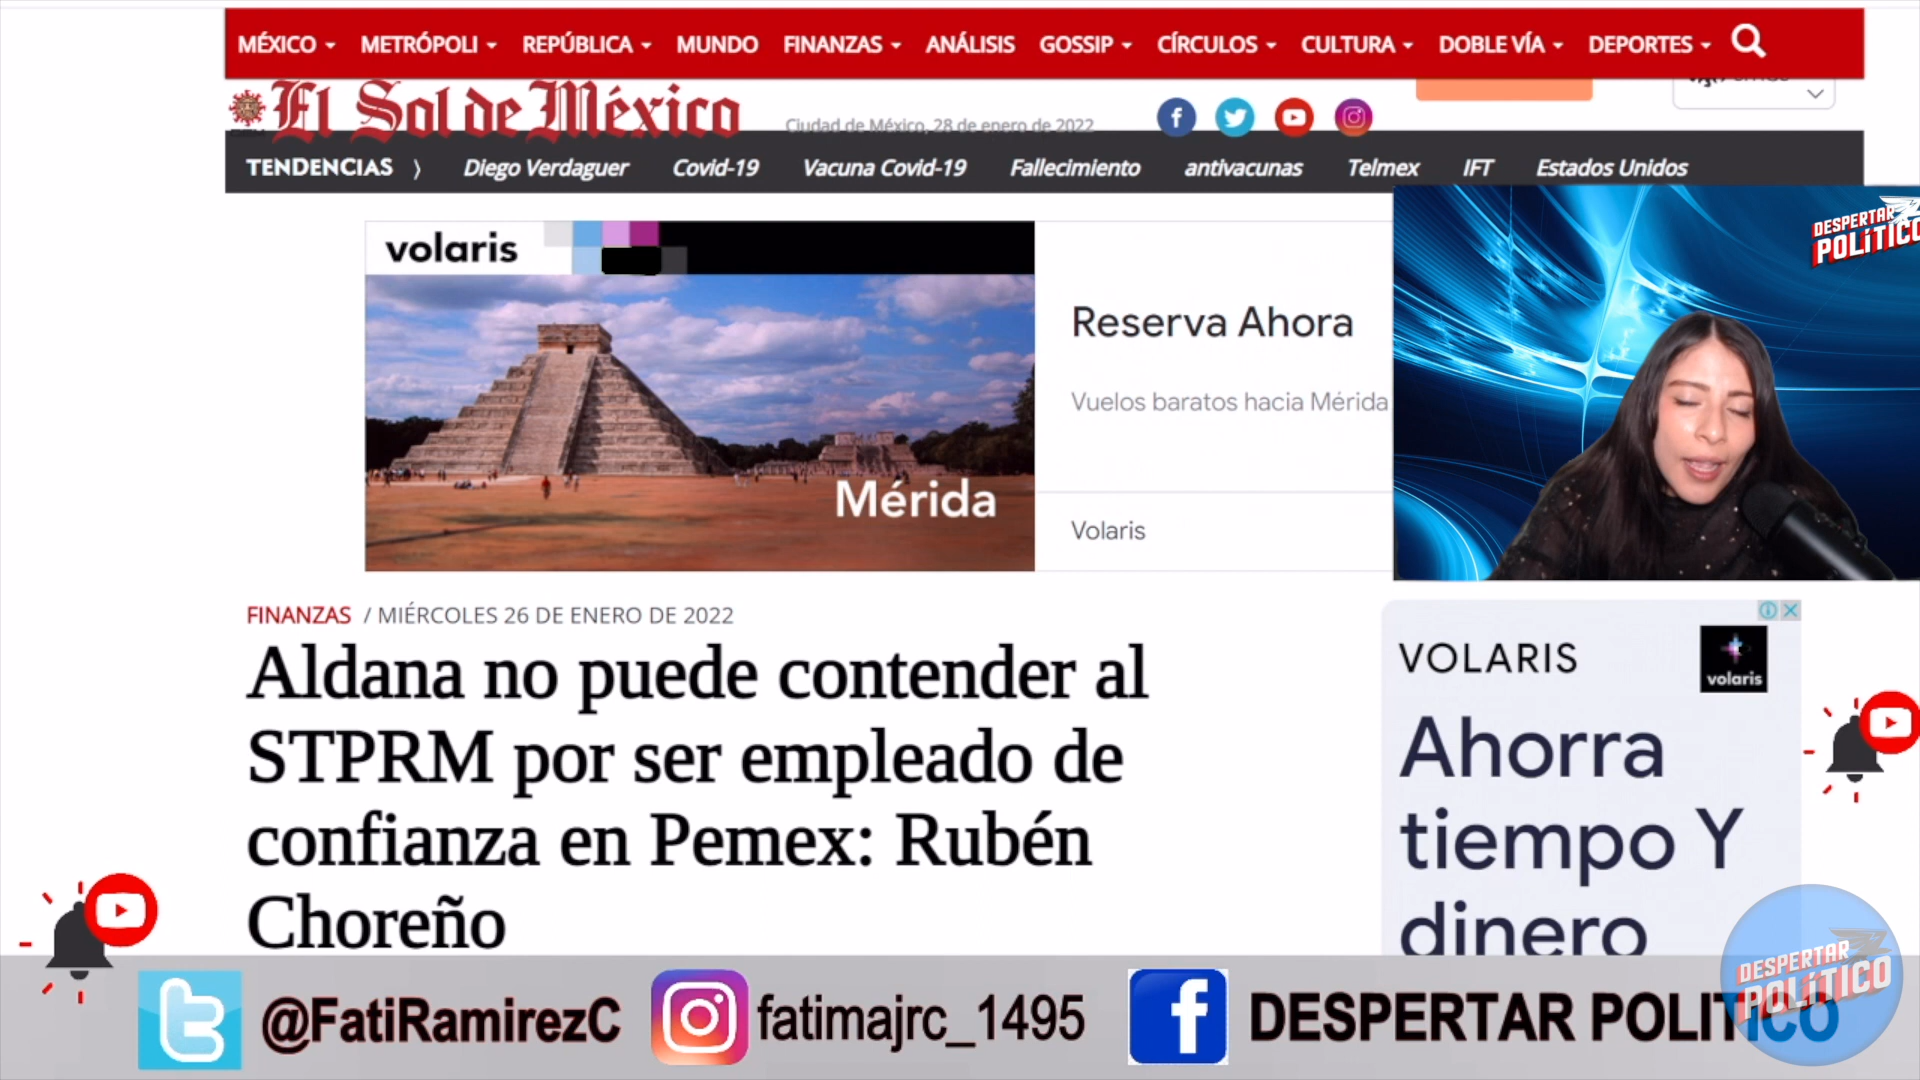 MÉXICO METRÓPOLI REPÚBLICA MUNDO FINANZAS ANÁLISIS GOSSIP CÍRCULOS CULTURA DOBLE VÍA DEPORTES
El Sol de México
Ciudad de México, 28 de enero de 2022
TENDENCIAS Diego Verdaguer Covid-19 Vacuna Covid-19 Fallecimiento antivacunas Telmex IFT Estados Unidos
DESPERTAR
POLÍTICO
volaris
Mérida
Reserva Ahora
Vuelos baratos hacia Mérida
Volaris
FINANZAS / MIÉRCOLES 26 DE ENERO DE 2022
Aldana no puede contender al
STPRM por ser empleado de
confianza en Pemex: Rubén
Choreño
VOLARIS
volaris
Ahorra
tiempo Y
dinero
@FatiRamirezC
fatimajrc_1495
DESPERTAR POLITICO
DESPERTAR
POLÍTICO